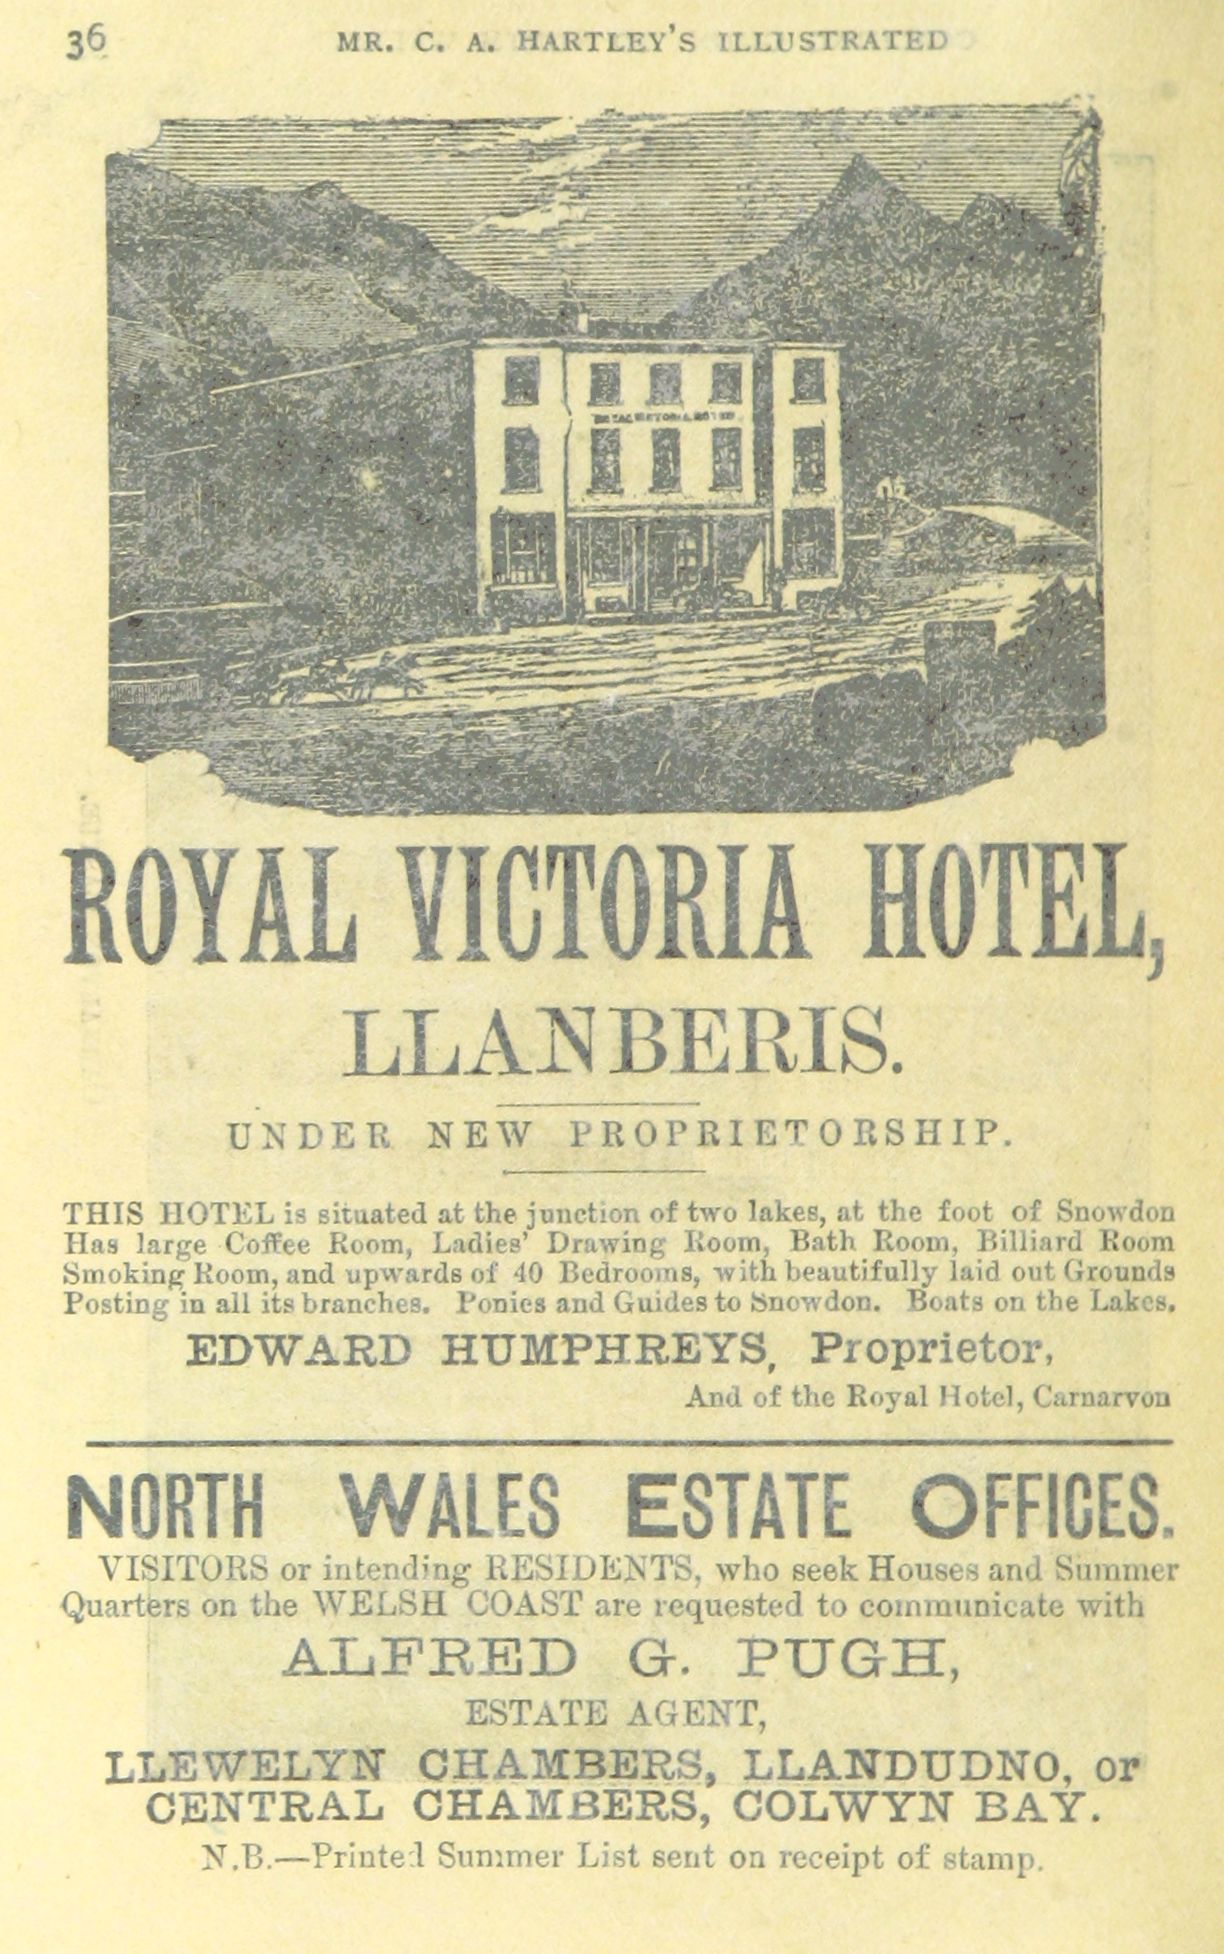 36
MR. C. A. HARTLEY'S ILLUSTRATED
ROYAL VICTORIA HOTEL
ROYAL VICTORIA HOTEL,
LLANBERIS.
UNDER NEW PROPRIETORSHIP.
THIS HOTEL is situated at the junction of two lakes, at the foot of Snowdon
Has large Coffee Room, Ladies' Drawing Room, Bath Room, Billiard Room
Smoking Room, and upwards of 40 Bedrooms, with beautifully laid out Grounds
Posting in all its branches. Ponies and Guides to Snowdon. Boats on the Lakes.
EDWARD HUMPHREYS, Proprietor,
And of the Royal Hotel, Carnarvon
NORTH WALES ESTATE OFFICES.
VISITORS or intending RESIDENTS, who seek Houses and Summer
Quarters on the WELSH COAST are requested to communicate with
ALFRED G. PUGH,
ESTATE AGENT,
LLEWELYN CHAMBERS, LLANDUDNO, or
CENTRAL CHAMBERS, COLWYN BAY.
N.B.—Printed Summer List sent on receipt of stamp.